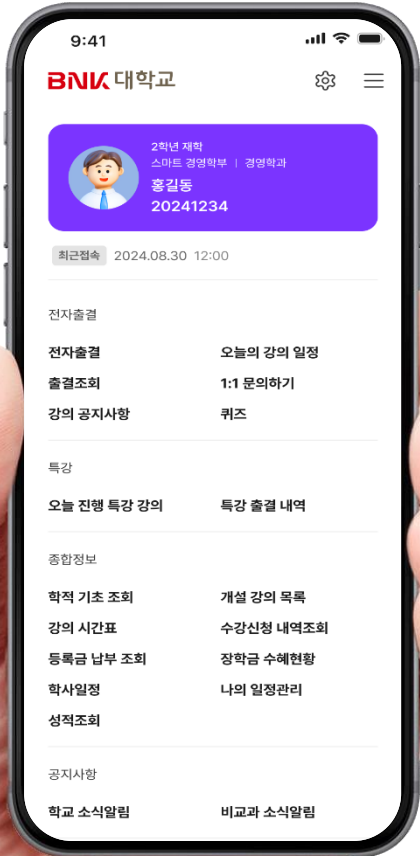 9:41
BNK 대학교
2학년 재학
스마트 경영학부 | 경영학과
홍길동
20241234
최근접속 2024.08.30 12:00
전자출결
전자출결 오늘의 강의 일정
출결조회 1:1 문의하기
강의 공지사항 퀴즈
특강
오늘 진행 특강 강의 특강 출결 내역
종합정보
학적 기초 조회 개설 강의 목록
강의 시간표 수강신청 내역조회
등록금 납부 조회 장학금 수혜현황
학사일정 나의 일정관리
성적조회
공지사항
학교 소식알림 비교과 소식알림